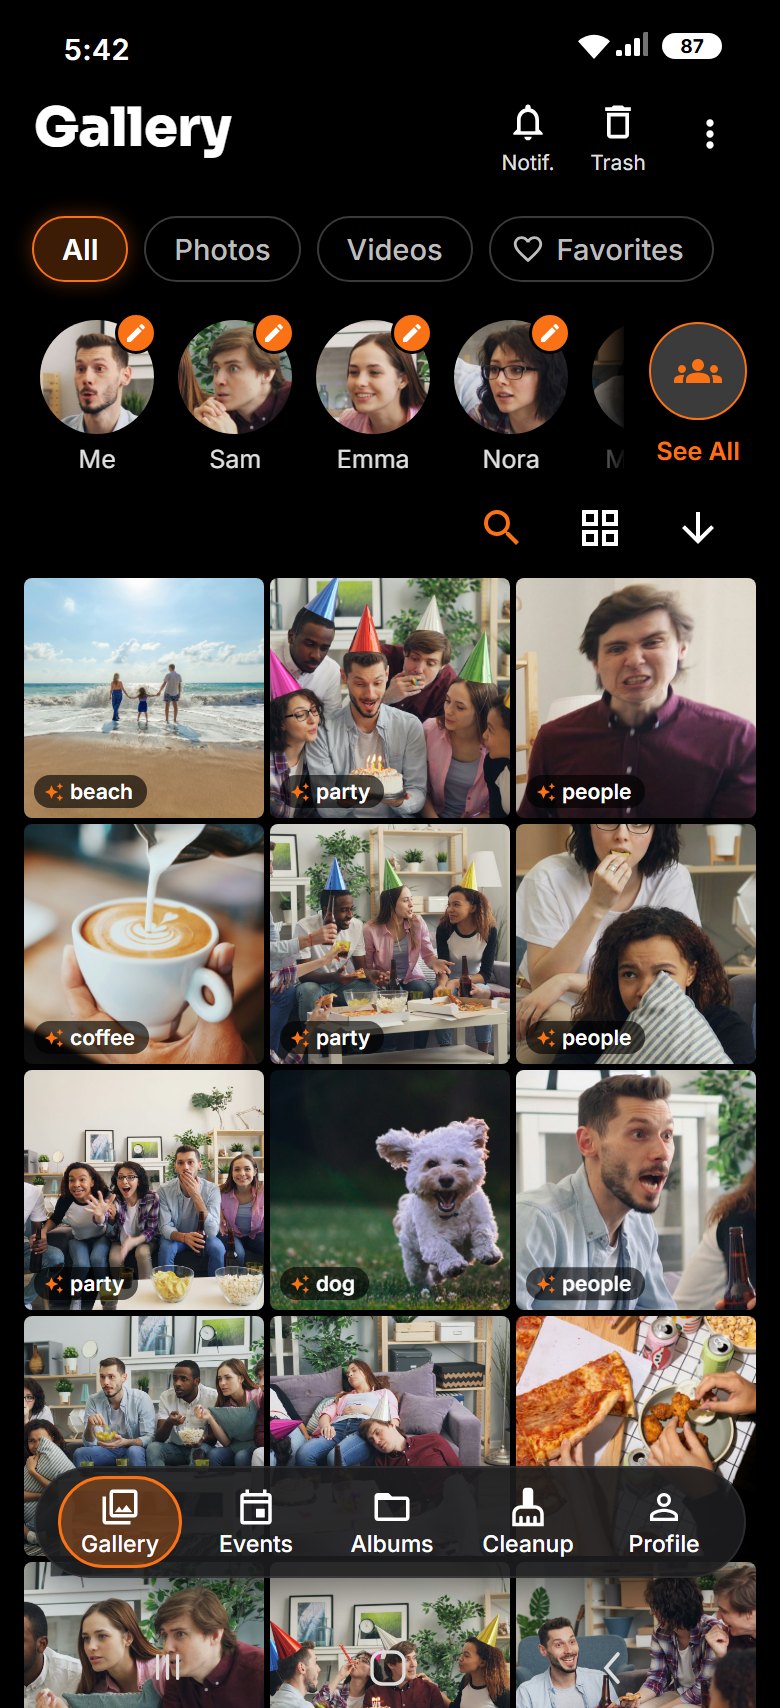 5:42
87
Gallery
Notif.
Trash
All
Photos
Videos
Favorites
Me
Sam
Emma
Nora
See All
beach
party
people
coffee
party
people
party
dog
people
Gallery
Events
Albums
Cleanup
Profile